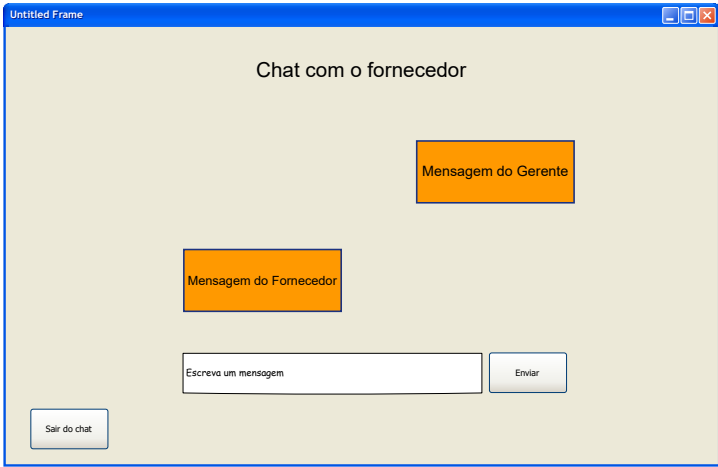 Untitled Frame
Chat com o fornecedor
Mensagem do Gerente
Mensagem do Fornecedor
Escreva um mensagem
Enviar
Sair do chat